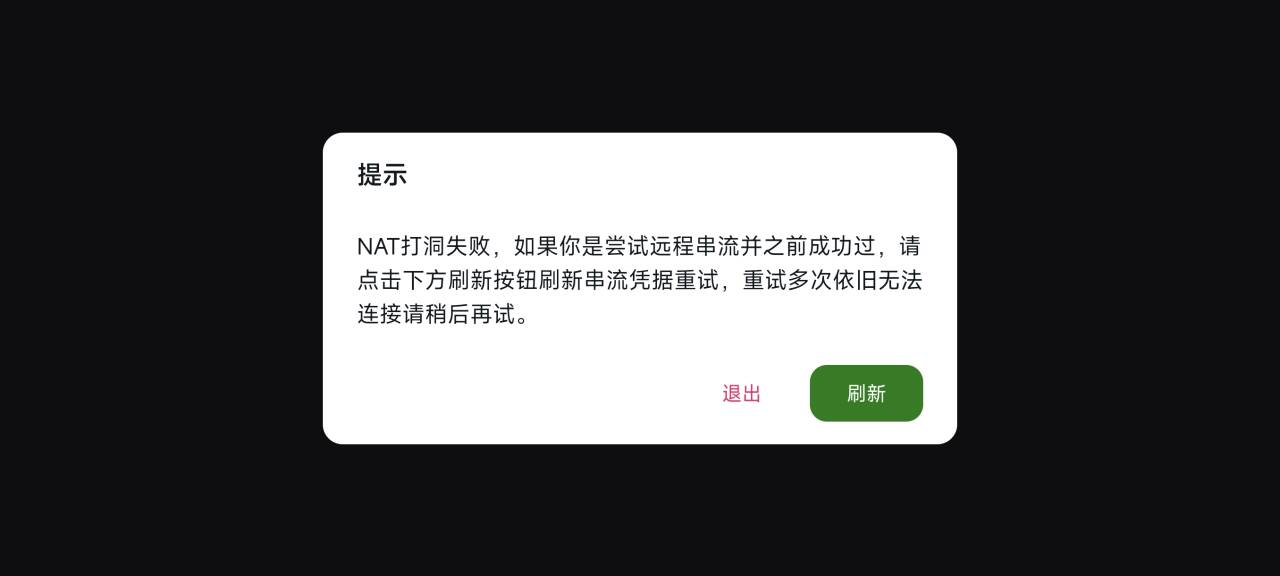 提示
NAT打洞失败，如果你是尝试远程串流并之前成功过，请
点击下方刷新按钮刷新串流凭据重试，重试多次依旧无法
连接请稍后再试。
退出 刷新